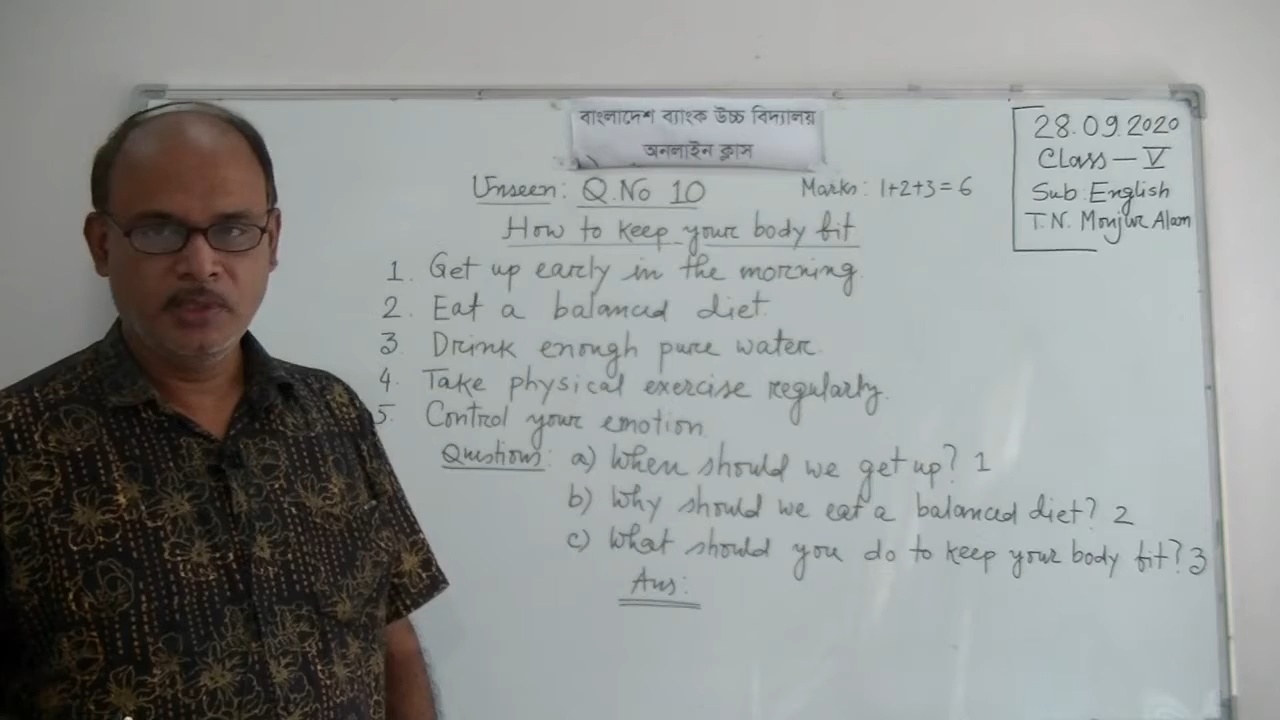 বাংলাদেশ ব্যাংক উচ্চ বিদ্যালয়
অনলাইন ক্লাস
28.09.2020
Class - V
Sub: English
T.N. Monjur Alam
Unseen: Q.No 10 Marks: 1+2+3=6
How to keep your body fit
1. Get up early in the morning.
2. Eat a balanced diet.
3. Drink enough pure water.
4. Take physical exercise regularly.
5. Control your emotion.
Questions: a) When should we get up? 1
b) Why should we eat a balanced diet? 2
c) What should you do to keep your body fit? 3
Ans: